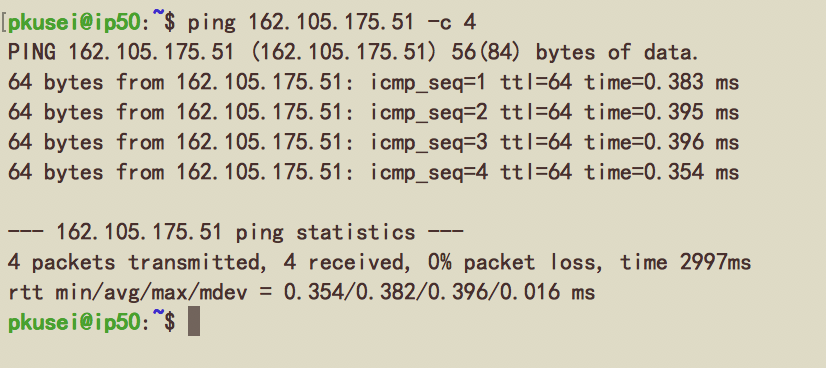 [pkusei@ip50:~$ ping 162.105.175.51 -c 4
PING 162.105.175.51 (162.105.175.51) 56(84) bytes of data.
64 bytes from 162.105.175.51: icmp_seq=1 ttl=64 time=0.383 ms
64 bytes from 162.105.175.51: icmp_seq=2 ttl=64 time=0.395 ms
64 bytes from 162.105.175.51: icmp_seq=3 ttl=64 time=0.396 ms
64 bytes from 162.105.175.51: icmp_seq=4 ttl=64 time=0.354 ms
--- 162.105.175.51 ping statistics ---
4 packets transmitted, 4 received, 0% packet loss, time 2997ms
rtt min/avg/max/mdev = 0.354/0.382/0.396/0.016 ms
pkusei@ip50:~$